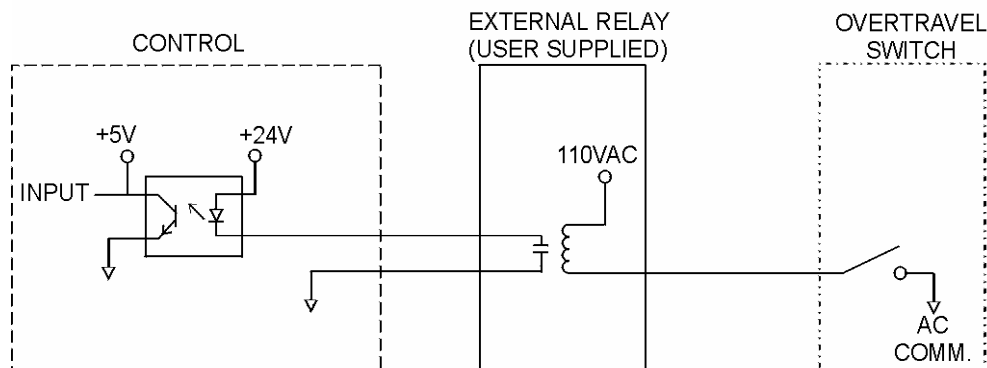 CONTROL
EXTERNAL RELAY
(USER SUPPLIED)
OVERTRAVEL
SWITCH
+5V
+24V
INPUT
110VAC
AC
COMM.